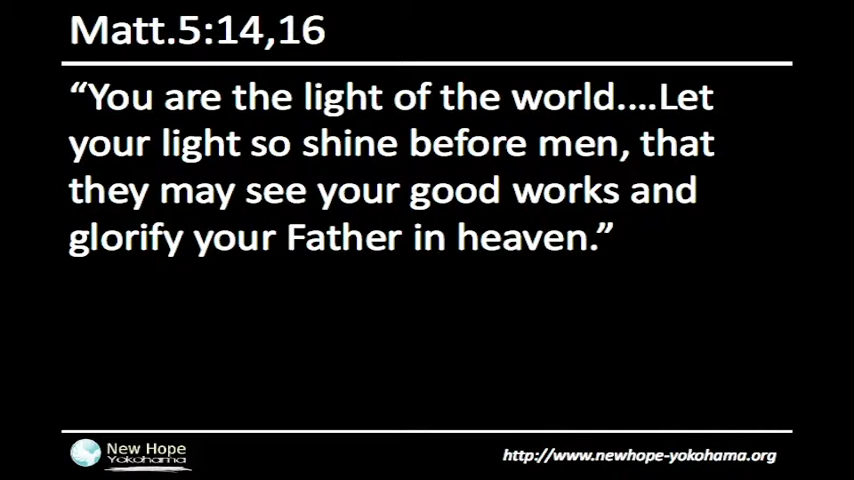 Matt.5:14,16
“You are the light of the world....Let
your light so shine before men, that
they may see your good works and
glorify your Father in heaven.”
New Hope
Yokohama
http://www.newhope-yokohama.org